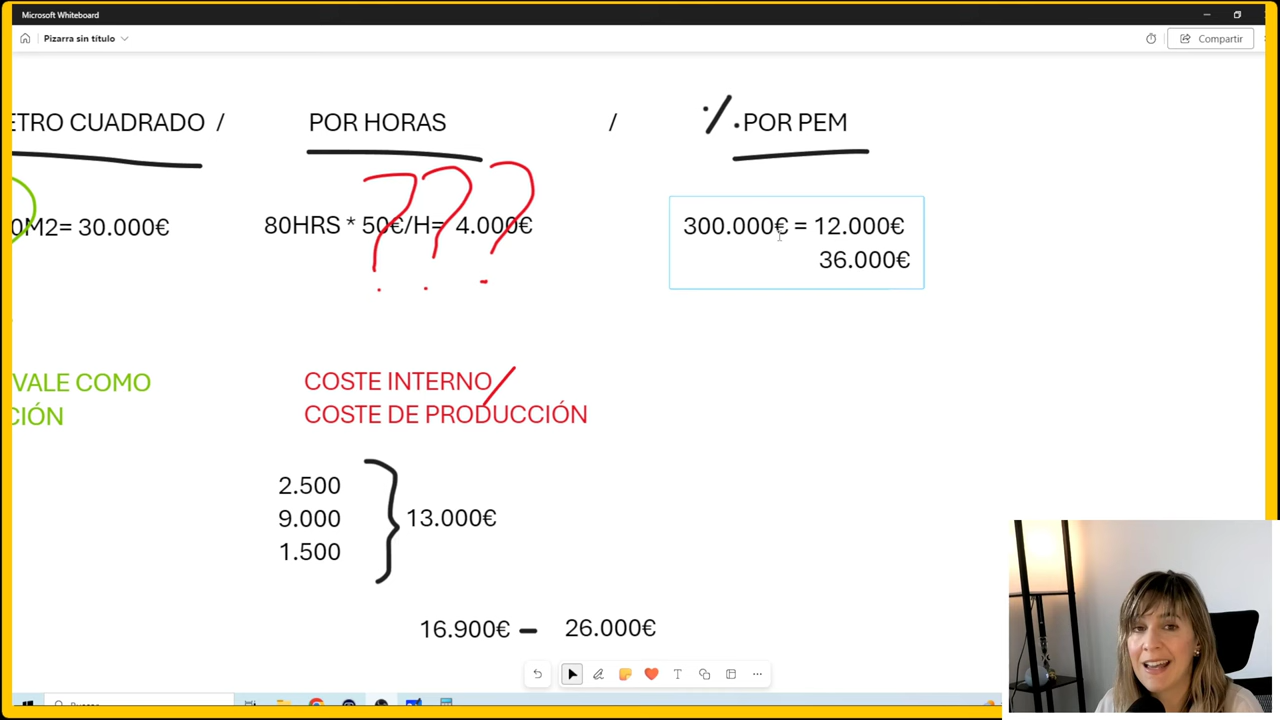 Microsoft Whiteboard
Pizarra sin título
Compartir
ETRO CUADRADO /
POR HORAS
/
٪. POR PEM
0M2= 30.000€
80HRS * 50€/H= 4.000€
???
300.000€ = 12.000€
36.000€
VALE COMO
CIÓN
COSTE INTERNO/
COSTE DE PRODUCCIÓN
2.500
9.000
1.500
13.000€
16.900€ - 26.000€